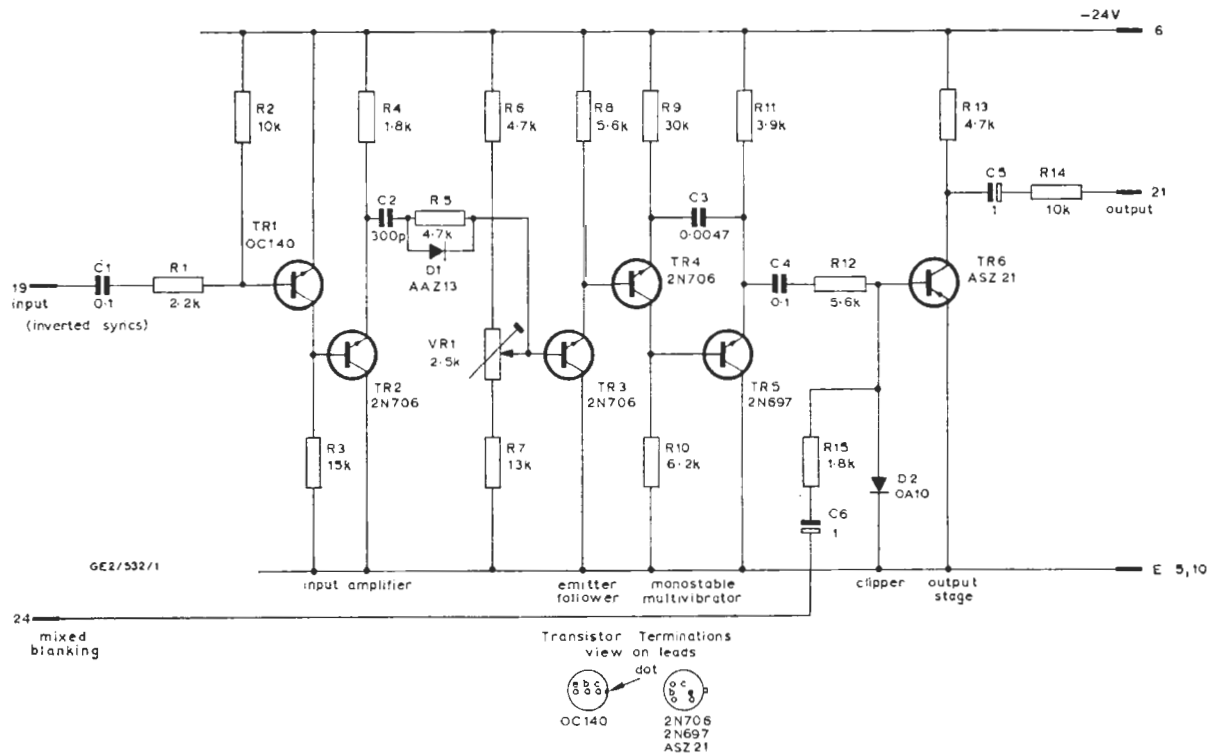 -24V
6
R2
10k
R4
1·8k
R6
4·7k
R8
5·6k
R9
30k
R11
3·9k
R13
4·7k
C2
300p
R5
4·7k
D1
AAZ13
C3
0·0047
C5
1
R14
10k
21
output
TR1
OC140
19
input
(inverted syncs)
C1
0·1
R1
2·2k
TR4
2N706
C4
0·1
R12
5·6k
TR6
ASZ 21
VR1
2·5k
TR2
2N706
TR3
2N706
TR5
2N697
R3
15k
R7
13k
R10
6·2k
R15
1·8k
D2
OA10
C6
1
GE2/532/1
E 5,10
input amplifier
emitter
follower
monostable
multivibrator
clipper
output
stage
24
mixed
blanking
Transistor Terminations
view on leads
dot
e b c
c
b e
OC140
2N706
2N697
ASZ 21